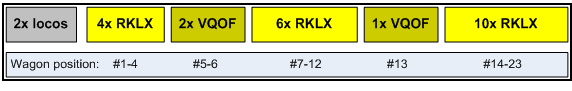 2x locos 4x RKLX 2x VQOF 6x RKLX 1x VQOF 10x RKLX
Wagon position: #1-4 #5-6 #7-12 #13 #14-23